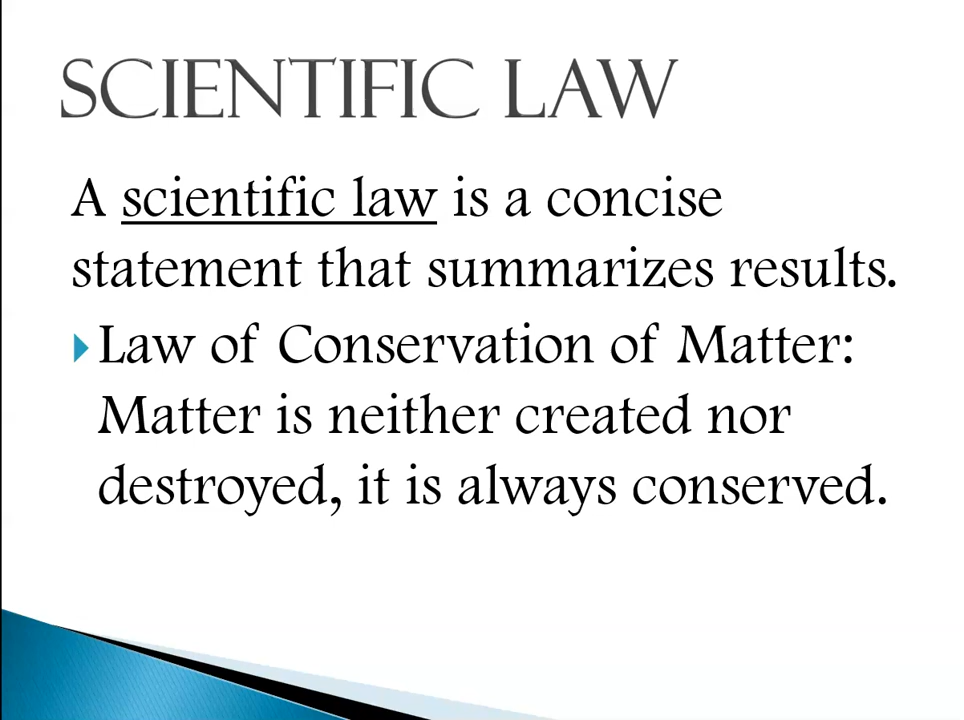 SCIENTIFIC LAW
A scientific law is a concise
statement that summarizes results.
Law of Conservation of Matter:
Matter is neither created nor
destroyed, it is always conserved.